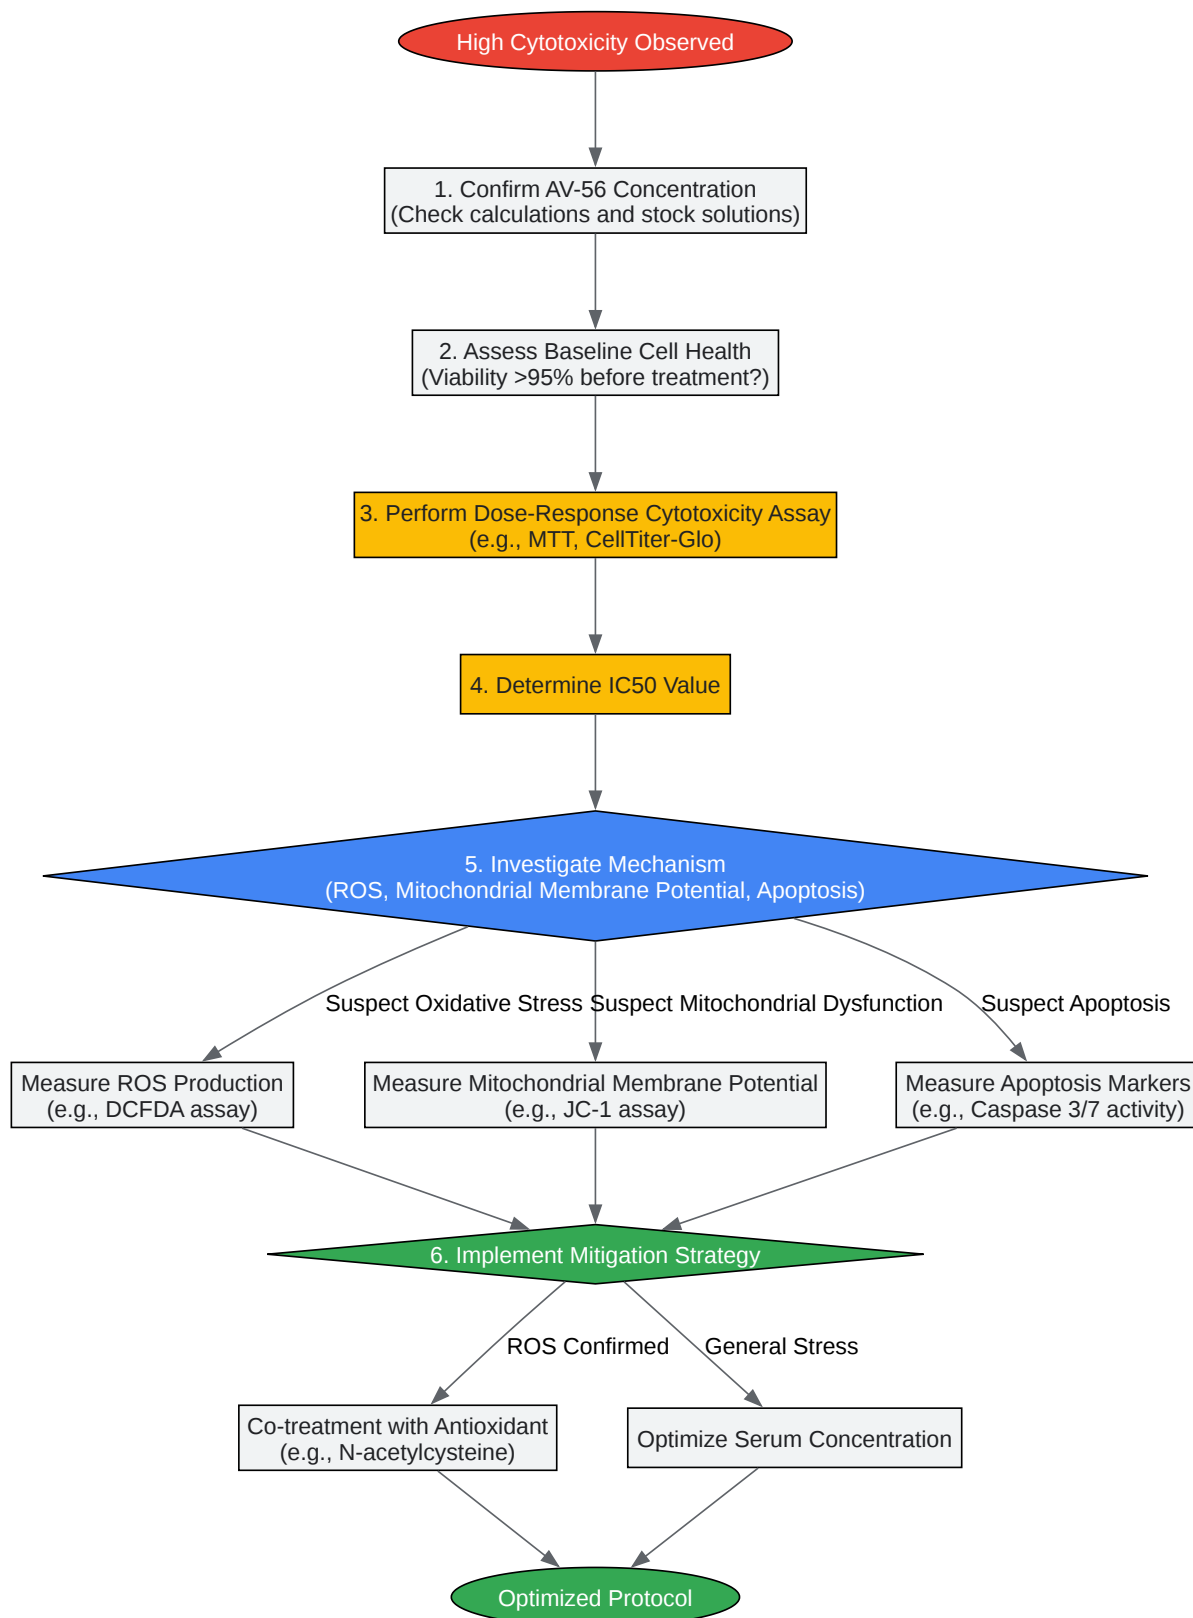 High Cytotoxicity Observed
1. Confirm AV-56 Concentration
(Check calculations and stock solutions)
2. Assess Baseline Cell Health
(Viability >95% before treatment?)
3. Perform Dose-Response Cytotoxicity Assay
(e.g., MTT, CellTiter-Glo)
4. Determine IC50 Value
5. Investigate Mechanism
(ROS, Mitochondrial Membrane Potential, Apoptosis)
Suspect Oxidative Stress
Suspect Mitochondrial Dysfunction
Suspect Apoptosis
Measure ROS Production
(e.g., DCFDA assay)
Measure Mitochondrial Membrane Potential
(e.g., JC-1 assay)
Measure Apoptosis Markers
(e.g., Caspase 3/7 activity)
6. Implement Mitigation Strategy
ROS Confirmed
General Stress
Co-treatment with Antioxidant
(e.g., N-acetylcysteine)
Optimize Serum Concentration
Optimized Protocol